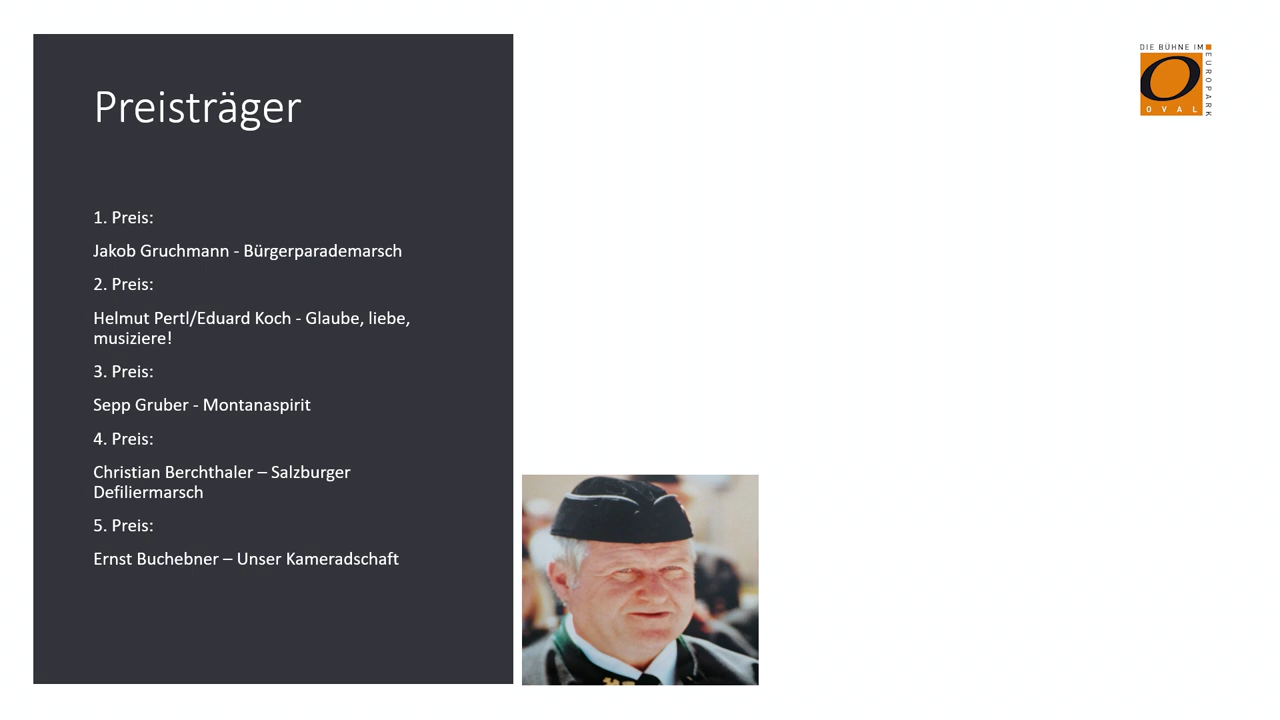 Preisträger
1. Preis:
Jakob Gruchmann - Bürgerparademarsch
2. Preis:
Helmut Pertl/Eduard Koch - Glaube, liebe,
musiziere!
3. Preis:
Sepp Gruber - Montanaspirit
4. Preis:
Christian Berchthaler – Salzburger
Defiliermarsch
5. Preis:
Ernst Buchebner – Unser Kameradschaft
DIE BÜHNE IM
EUROPARK
OVAL